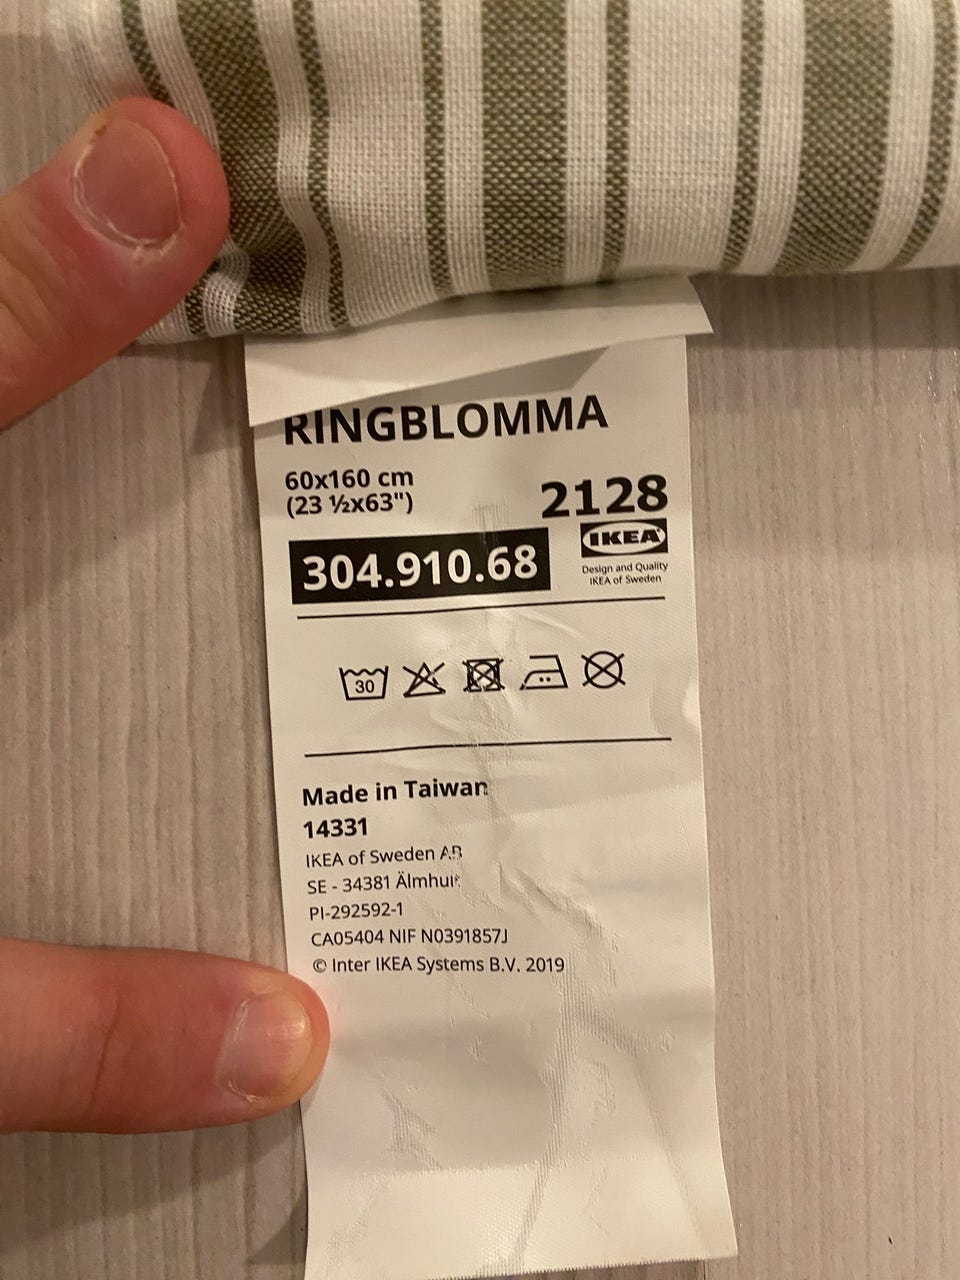 RINGBLOMMA
60x160 cm
(23 ½x63")
2128
304.910.68
IKEA
Design and Quality
IKEA of Sweden
30
Made in Taiwan
14331
IKEA of Sweden AB
SE - 34381
PI-292592-1
CA05404 NIF N0391857J
© Inter IKEA Systems B.V. 2019